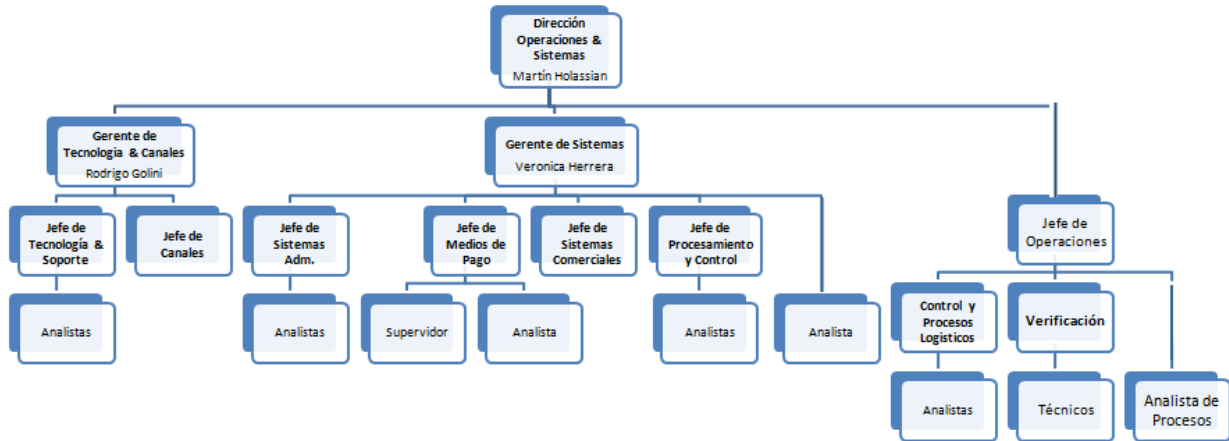 Dirección
Operaciones &
Sistemas
Martín Holassian
Gerente de
Tecnologia & Canales
Rodrigo Golini
Gerente de Sistemas
Veronica Herrera
Jefe de
Tecnología &
Soporte
Jefe de
Canales
Jefe de
Sistemas
Adm.
Jefe de
Medios de
Pago
Jefe de
Sistemas
Comerciales
Jefe de
Procesamiento
y Control
Jefe de
Operaciones
Analistas
Analistas
Supervidor
Analista
Analistas
Analista
Control y
Procesos
Logisticos
Verificación
Analistas
Técnicos
Analista de
Procesos